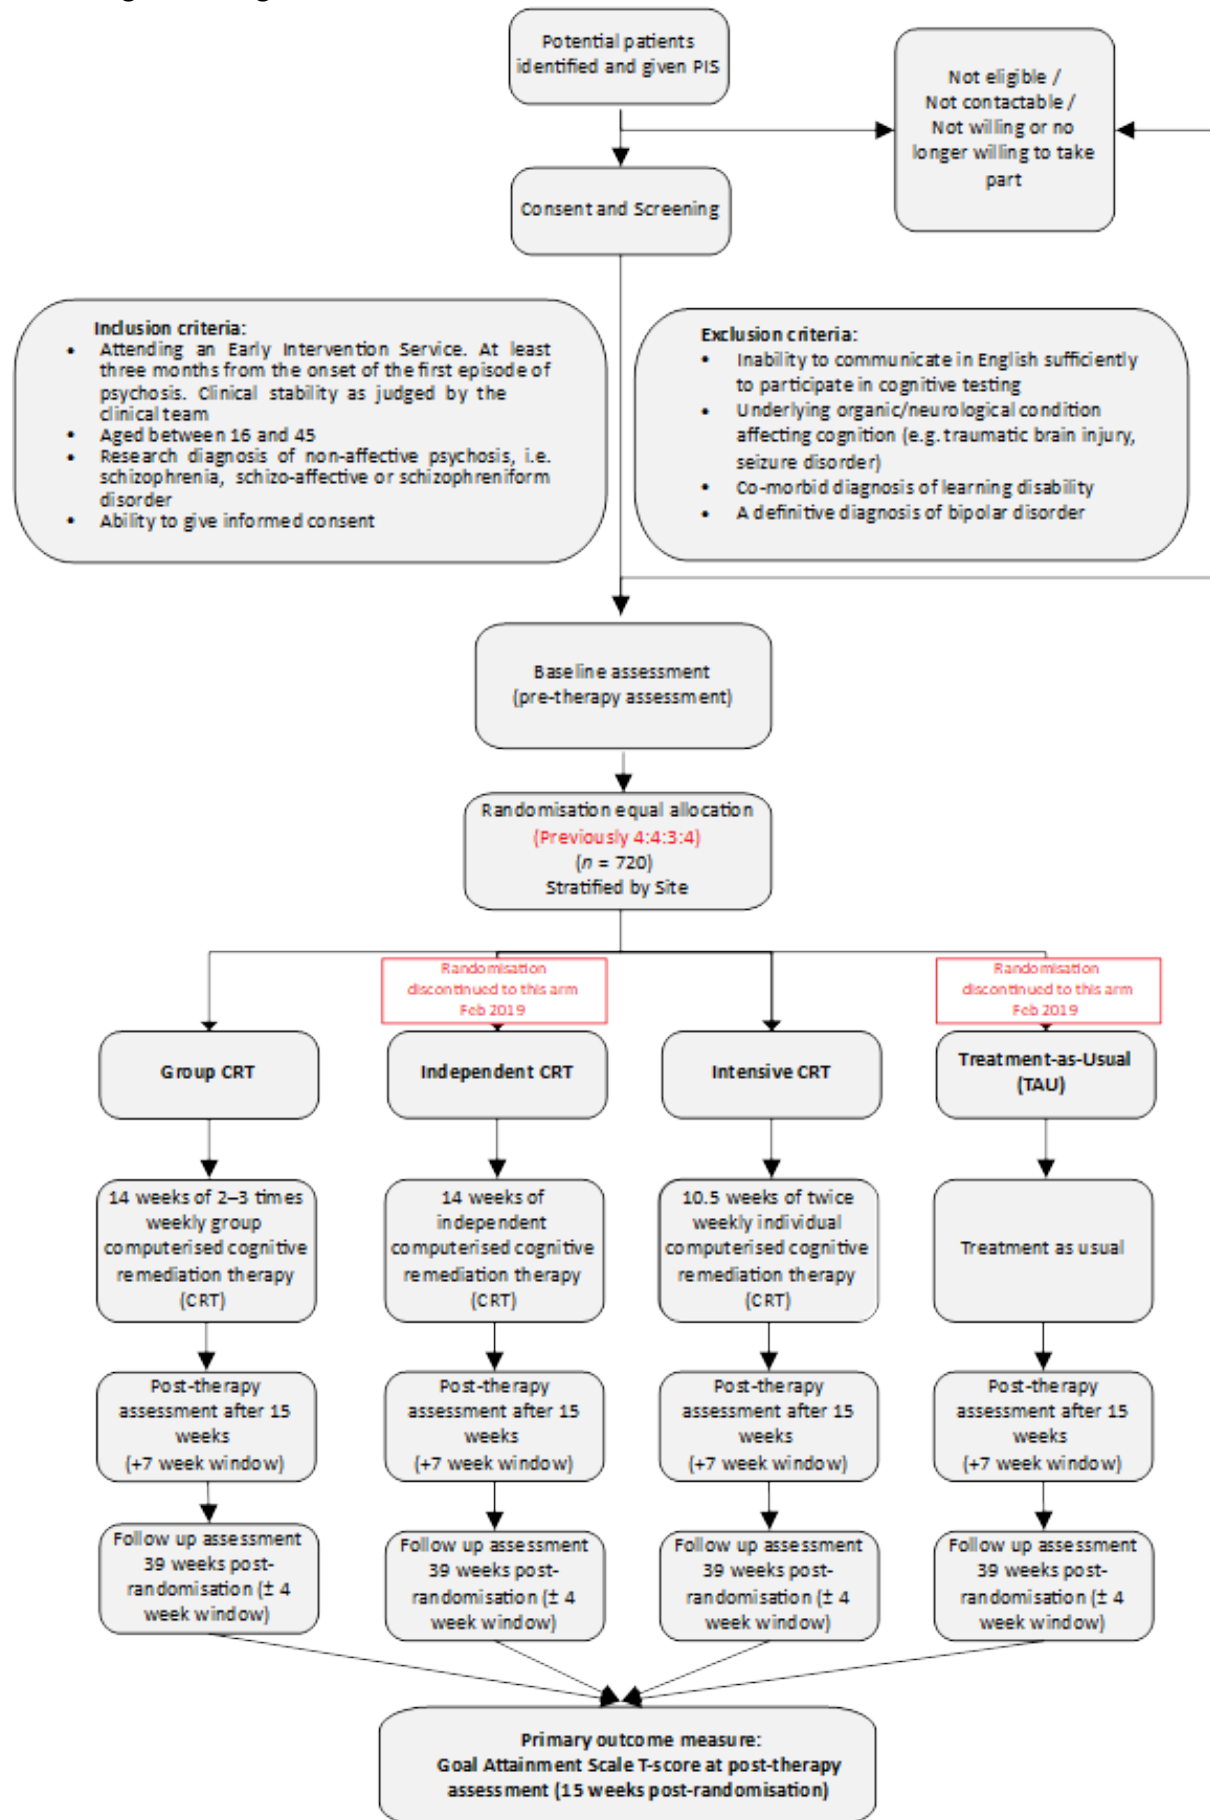 Potential patients
identified and given PIS
Not eligible /
Not contactable /
Not willing or no
longer willing to take
part
Consent and Screening
Inclusion criteria:
• Attending an Early Intervention Service. At least
three months from the onset of the first episode of
psychosis. Clinical stability as judged by the
clinical team
• Aged between 16 and 45
• Research diagnosis of non-affective psychosis, i.e.
schizophrenia, schizo-affective or schizophreniform
disorder
• Ability to give informed consent
Exclusion criteria:
• Inability to communicate in English sufficiently
to participate in cognitive testing
• Underlying organic/neurological condition
affecting cognition (e.g. traumatic brain injury,
seizure disorder)
• Co-morbid diagnosis of learning disability
• A definitive diagnosis of bipolar disorder
Baseline assessment
(pre-therapy assessment)
Randomisation equal allocation
(Previously 4:4:3:4)
(n = 720)
Stratified by Site
Randomisation
discontinued to this arm
Feb 2019
Randomisation
discontinued to this arm
Feb 2019
Group CRT
Independent CRT
Intensive CRT
Treatment-as-Usual
(TAU)
14 weeks of 2–3 times
weekly group
computerised cognitive
remediation therapy
(CRT)
14 weeks of
independent
computerised cognitive
remediation therapy
(CRT)
10.5 weeks of twice
weekly individual
computerised cognitive
remediation therapy
(CRT)
Treatment as usual
Post-therapy
assessment after 15
weeks
(+7 week window)
Post-therapy
assessment after 15
weeks
(+7 week window)
Post-therapy
assessment after 15
weeks
(+7 week window)
Post-therapy
assessment after 15
weeks
(+7 week window)
Follow up assessment
39 weeks post-
randomisation (± 4
week window)
Follow up assessment
39 weeks post-
randomisation (± 4
week window)
Follow up assessment
39 weeks post-
randomisation (± 4
week window)
Follow up assessment
39 weeks post-
randomisation (± 4
week window)
Primary outcome measure:
Goal Attainment Scale T-score at post-therapy
assessment (15 weeks post-randomisation)